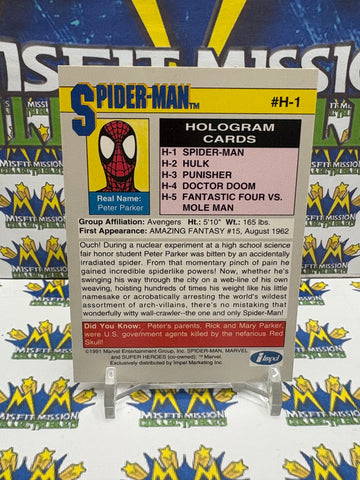 MISFIT MISSION
COLLECTIBLES
SPIDER-MAN™
#H-1
HOLOGRAM
CARDS
H-1 SPIDER-MAN
H-2 HULK
H-3 PUNISHER
H-4 DOCTOR DOOM
H-5 FANTASTIC FOUR VS.
MOLE MAN
Real Name:
Peter Parker
Group Affiliation: Avengers Ht.: 5'10" Wt.: 165 lbs.
First Appearance: AMAZING FANTASY #15, August 1962
Ouch! During a nuclear experiment at a high school science
fair honor student Peter Parker was bitten by an accidentally
irradiated spider. From that momentary pinch of pain he
gained incredible spiderlike powers! Now, whether he's
swinging his way through the city on a web-line of his own
weaving, hoisting hundreds of times his weight like his little
namesake or acrobatically arresting the world's wildest
assortment of arch-villains, there's no mistaking that
wonderfully witty wall-crawler--the one and only Spider-Man!
Did You Know: Peter's parents, Rick and Mary Parker,
were U.S. government agents killed by the nefarious Red
Skull!
©1991 Marvel Entertainment Group, Inc. SPIDER-MAN, MARVEL
and SUPER HEROES (co-owned): ™ Marvel.
Exclusively distributed by Impel Marketing Inc.
Impel